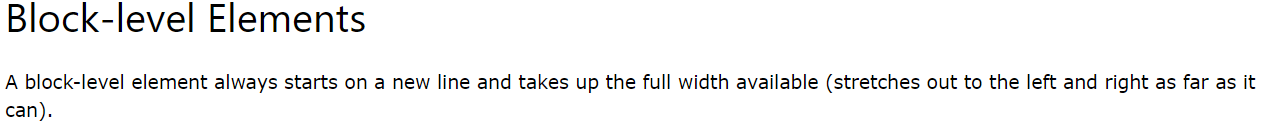 Block-level Elements
A block-level element always starts on a new line and takes up the full width available (stretches out to the left and right as far as it
can).